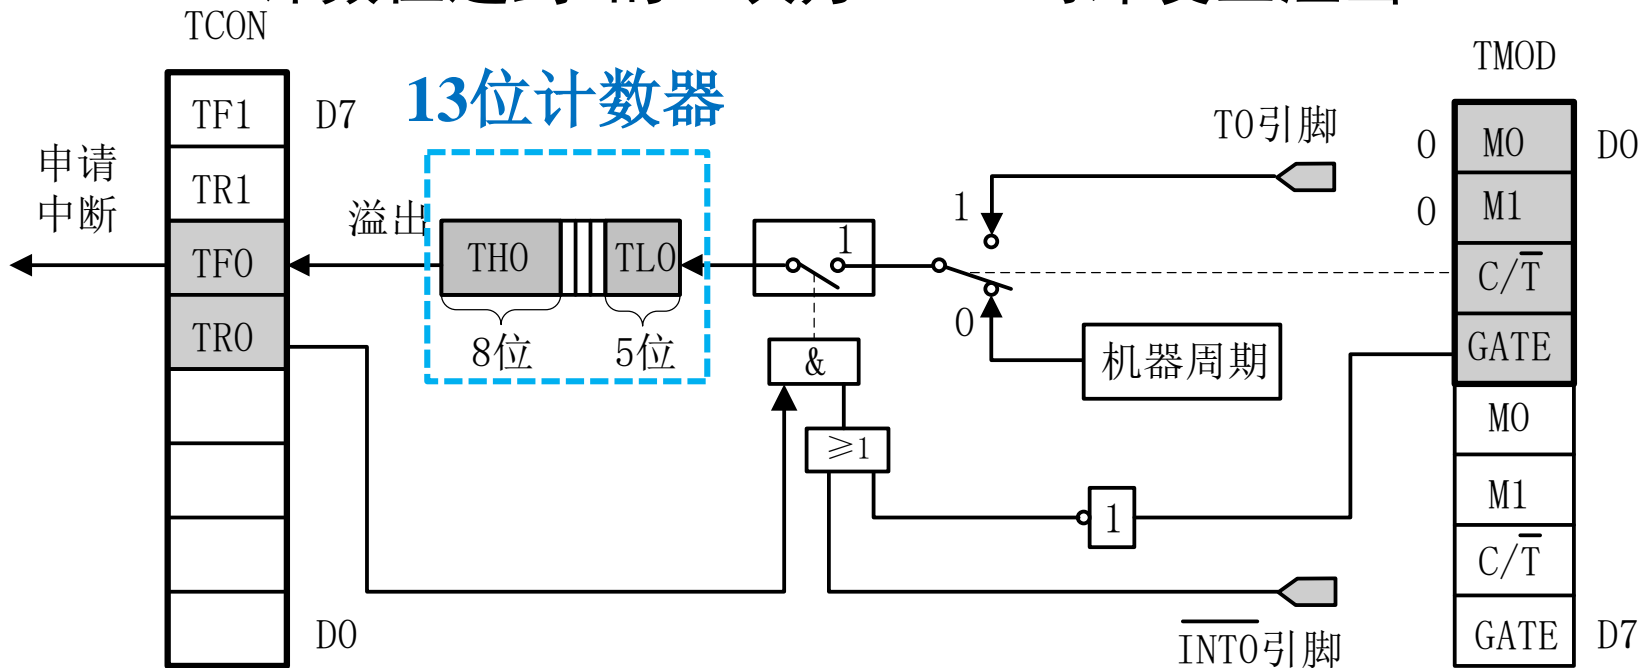 TCON
TMOD
13位计数器
TF1
D7
TR1
TF0
TR0
D0
申请
中断
溢出
TH0
TL0
8位
5位
1
&
≥1
1
0
T0引脚
机器周期
1
INT0引脚
0
M0
D0
0
M1
C/T̅
GATE
M0
M1
C/T̅
GATE
D7